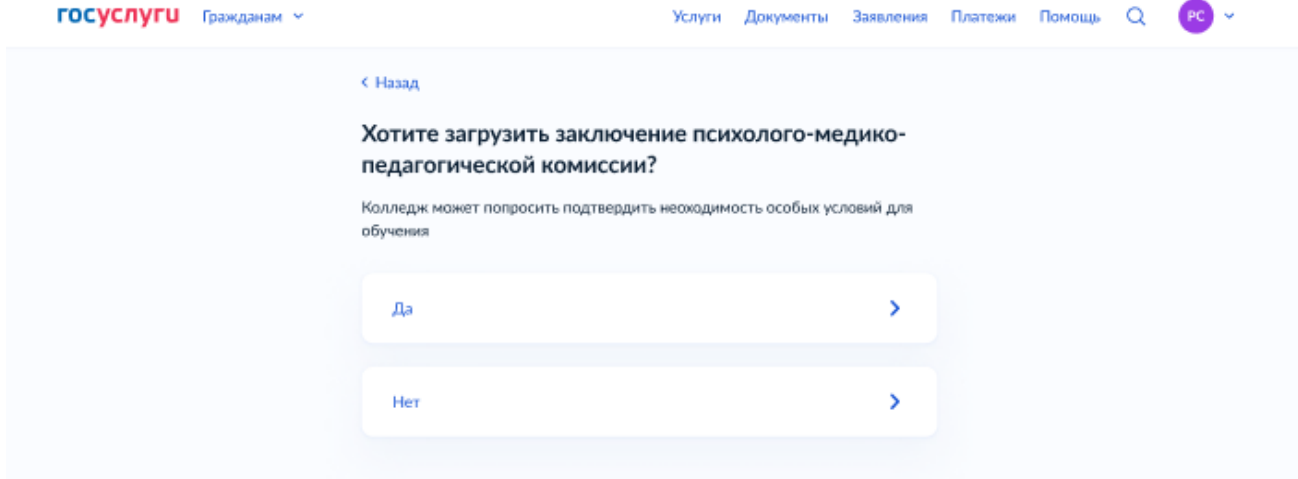 госуслуги Гражданам Услуги Документы Заявления Платежи Помощь РС
Назад
Хотите загрузить заключение психолого-медико-
педагогической комиссии?
Колледж может попросить подтвердить неоходимость особых условий для
обучения
Да
Нет